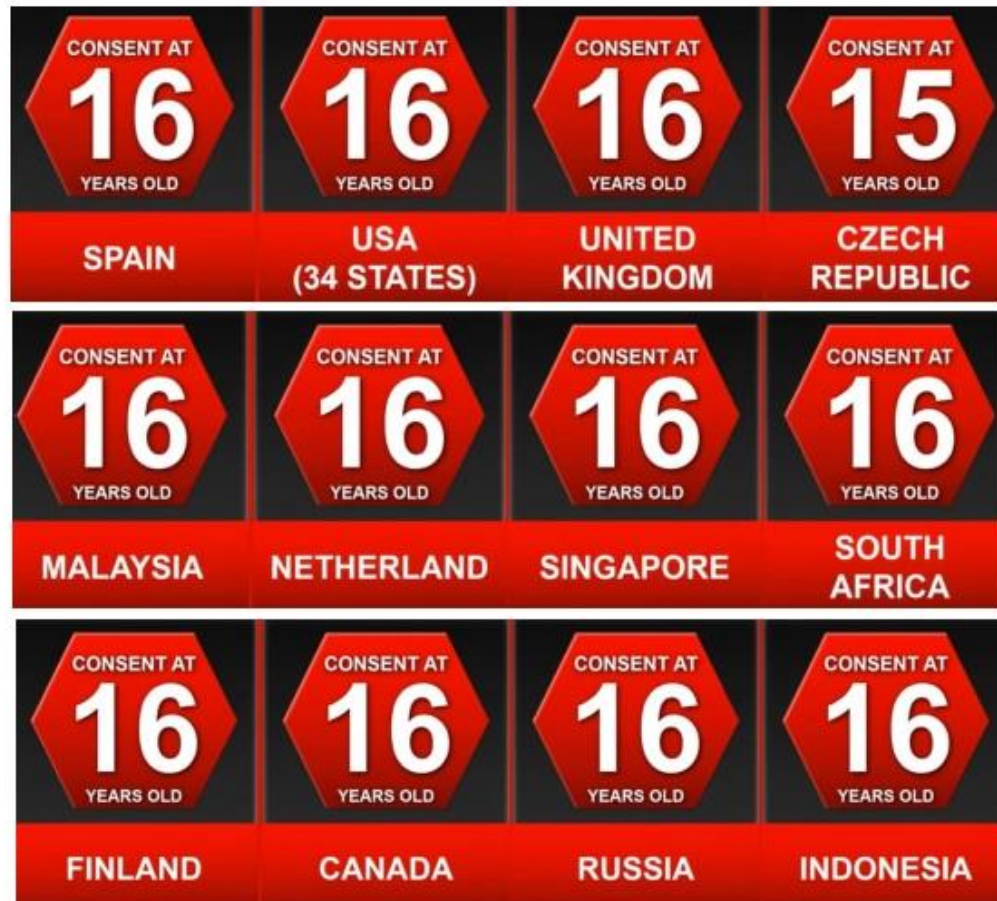 CONSENT AT
16
YEARS OLD
SPAIN
CONSENT AT
16
YEARS OLD
USA
(34 STATES)
CONSENT AT
16
YEARS OLD
UNITED
KINGDOM
CONSENT AT
15
YEARS OLD
CZECH
REPUBLIC
CONSENT AT
16
YEARS OLD
MALAYSIA
CONSENT AT
16
YEARS OLD
NETHERLAND
CONSENT AT
16
YEARS OLD
SINGAPORE
CONSENT AT
16
YEARS OLD
SOUTH
AFRICA
CONSENT AT
16
YEARS OLD
FINLAND
CONSENT AT
16
YEARS OLD
CANADA
CONSENT AT
16
YEARS OLD
RUSSIA
CONSENT AT
16
YEARS OLD
INDONESIA